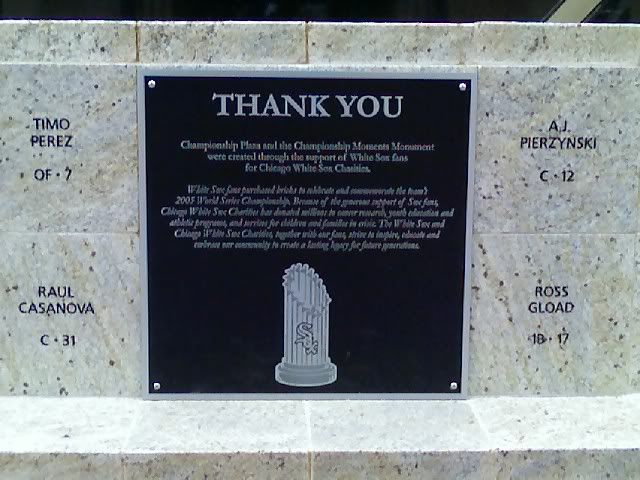 TIMO
PEREZ
OF · 7
RAUL
CASANOVA
C · 31
THANK YOU
Championship Plaza and the Championship Moments Monument
were created through the support of White Sox fans
for Chicago White Sox Charities.
White Sox fans purchased bricks to celebrate and commemorate the team's
2005 World Series Championship. Because of the generous support of Sox fans,
Chicago White Sox Charities has donated millions to cancer research, youth education and
athletic programs, and services for children and families in crisis. The White Sox and
Chicago White Sox Charities, together with our fans, strive to inspire, educate and
embrace our community to create a lasting legacy for future generations.
SOX
A.J.
PIERZYNSKI
C · 12
ROSS
GLOAD
1B · 17